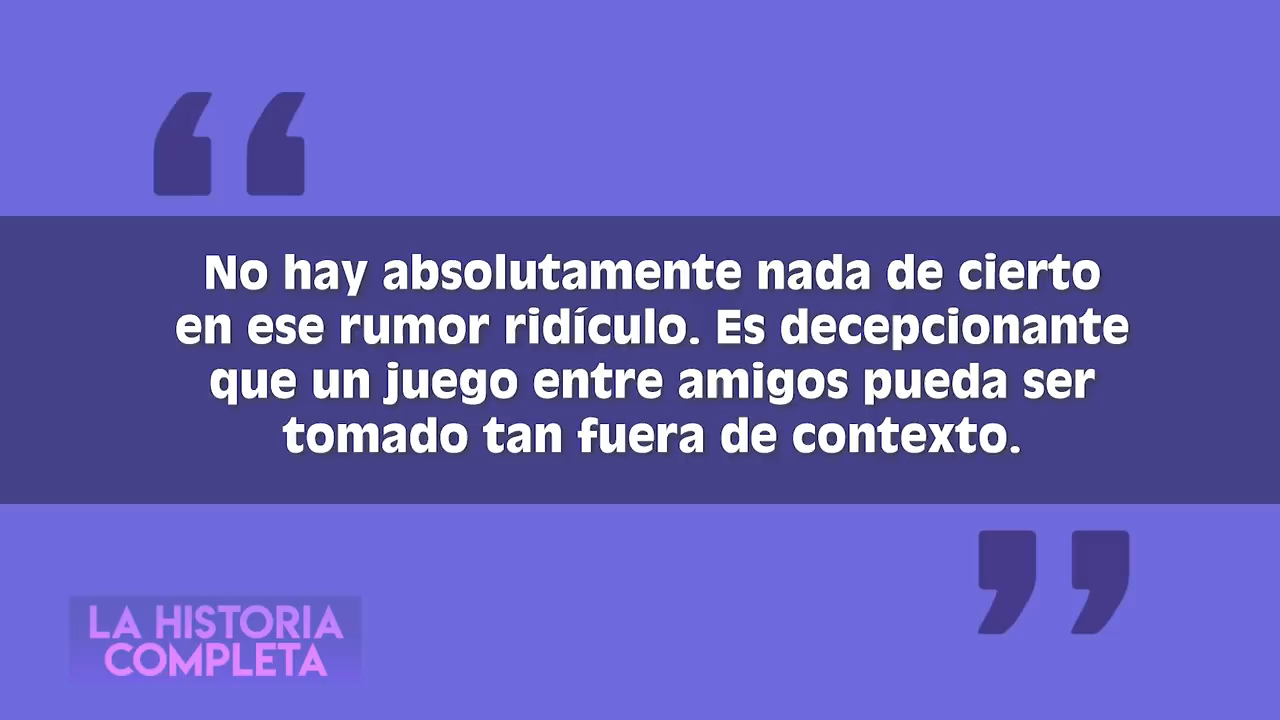 No hay absolutamente nada de cierto
en ese rumor ridículo. Es decepcionante
que un juego entre amigos pueda ser
tomado tan fuera de contexto.
LA HISTORIA
COMPLETA